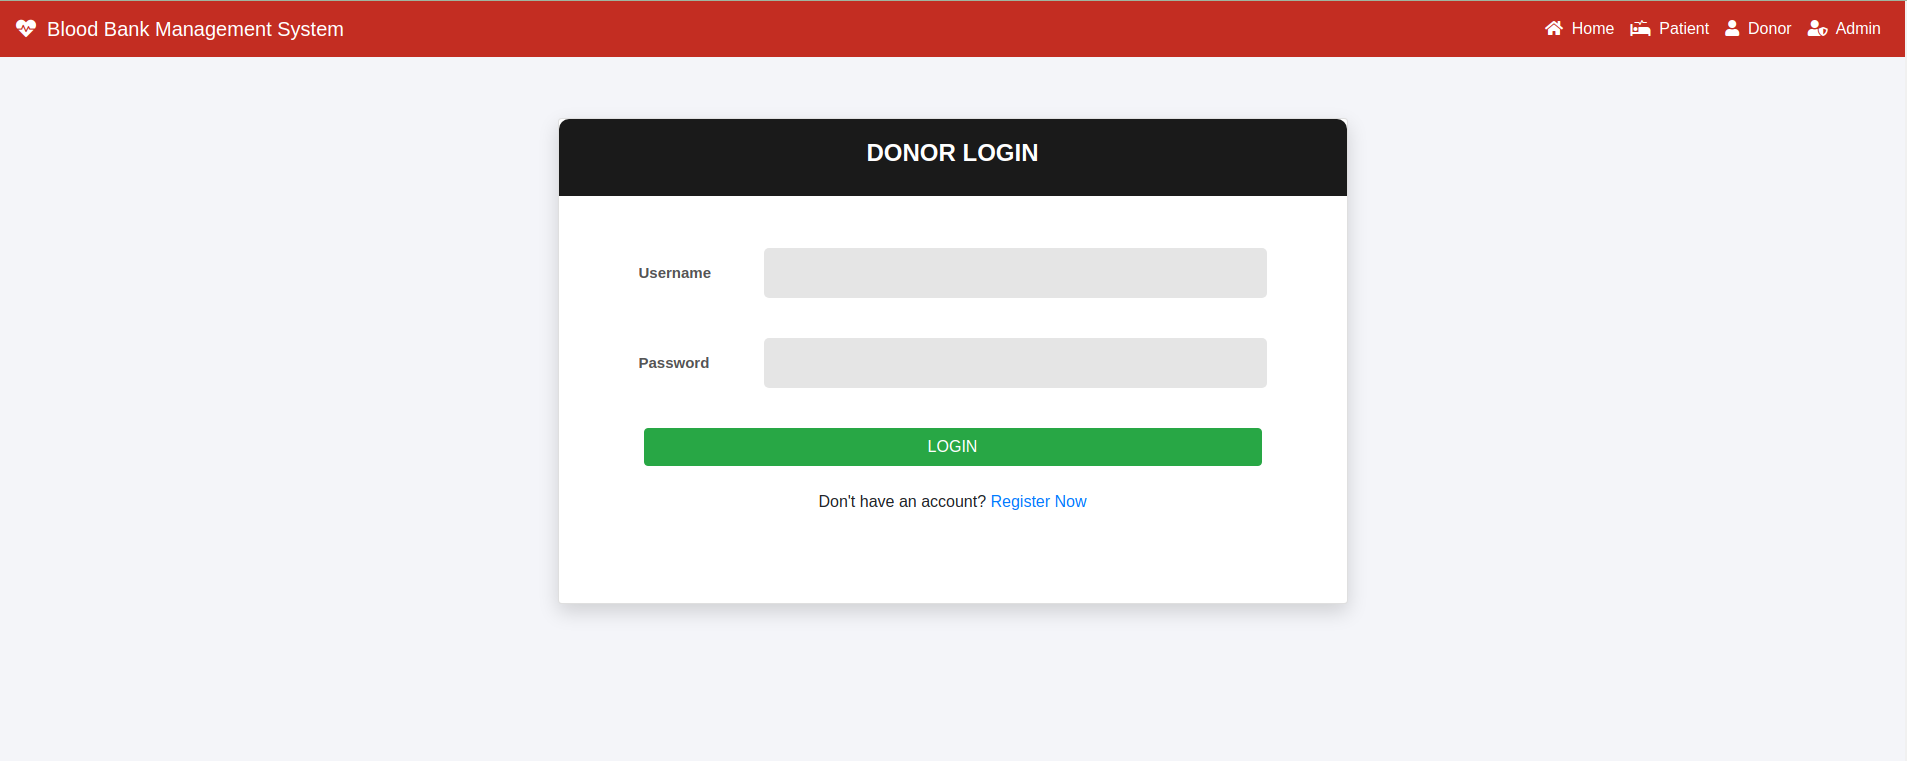 Blood Bank Management System
Home Patient Donor Admin
DONOR LOGIN
Username
Password
LOGIN
Don't have an account? Register Now